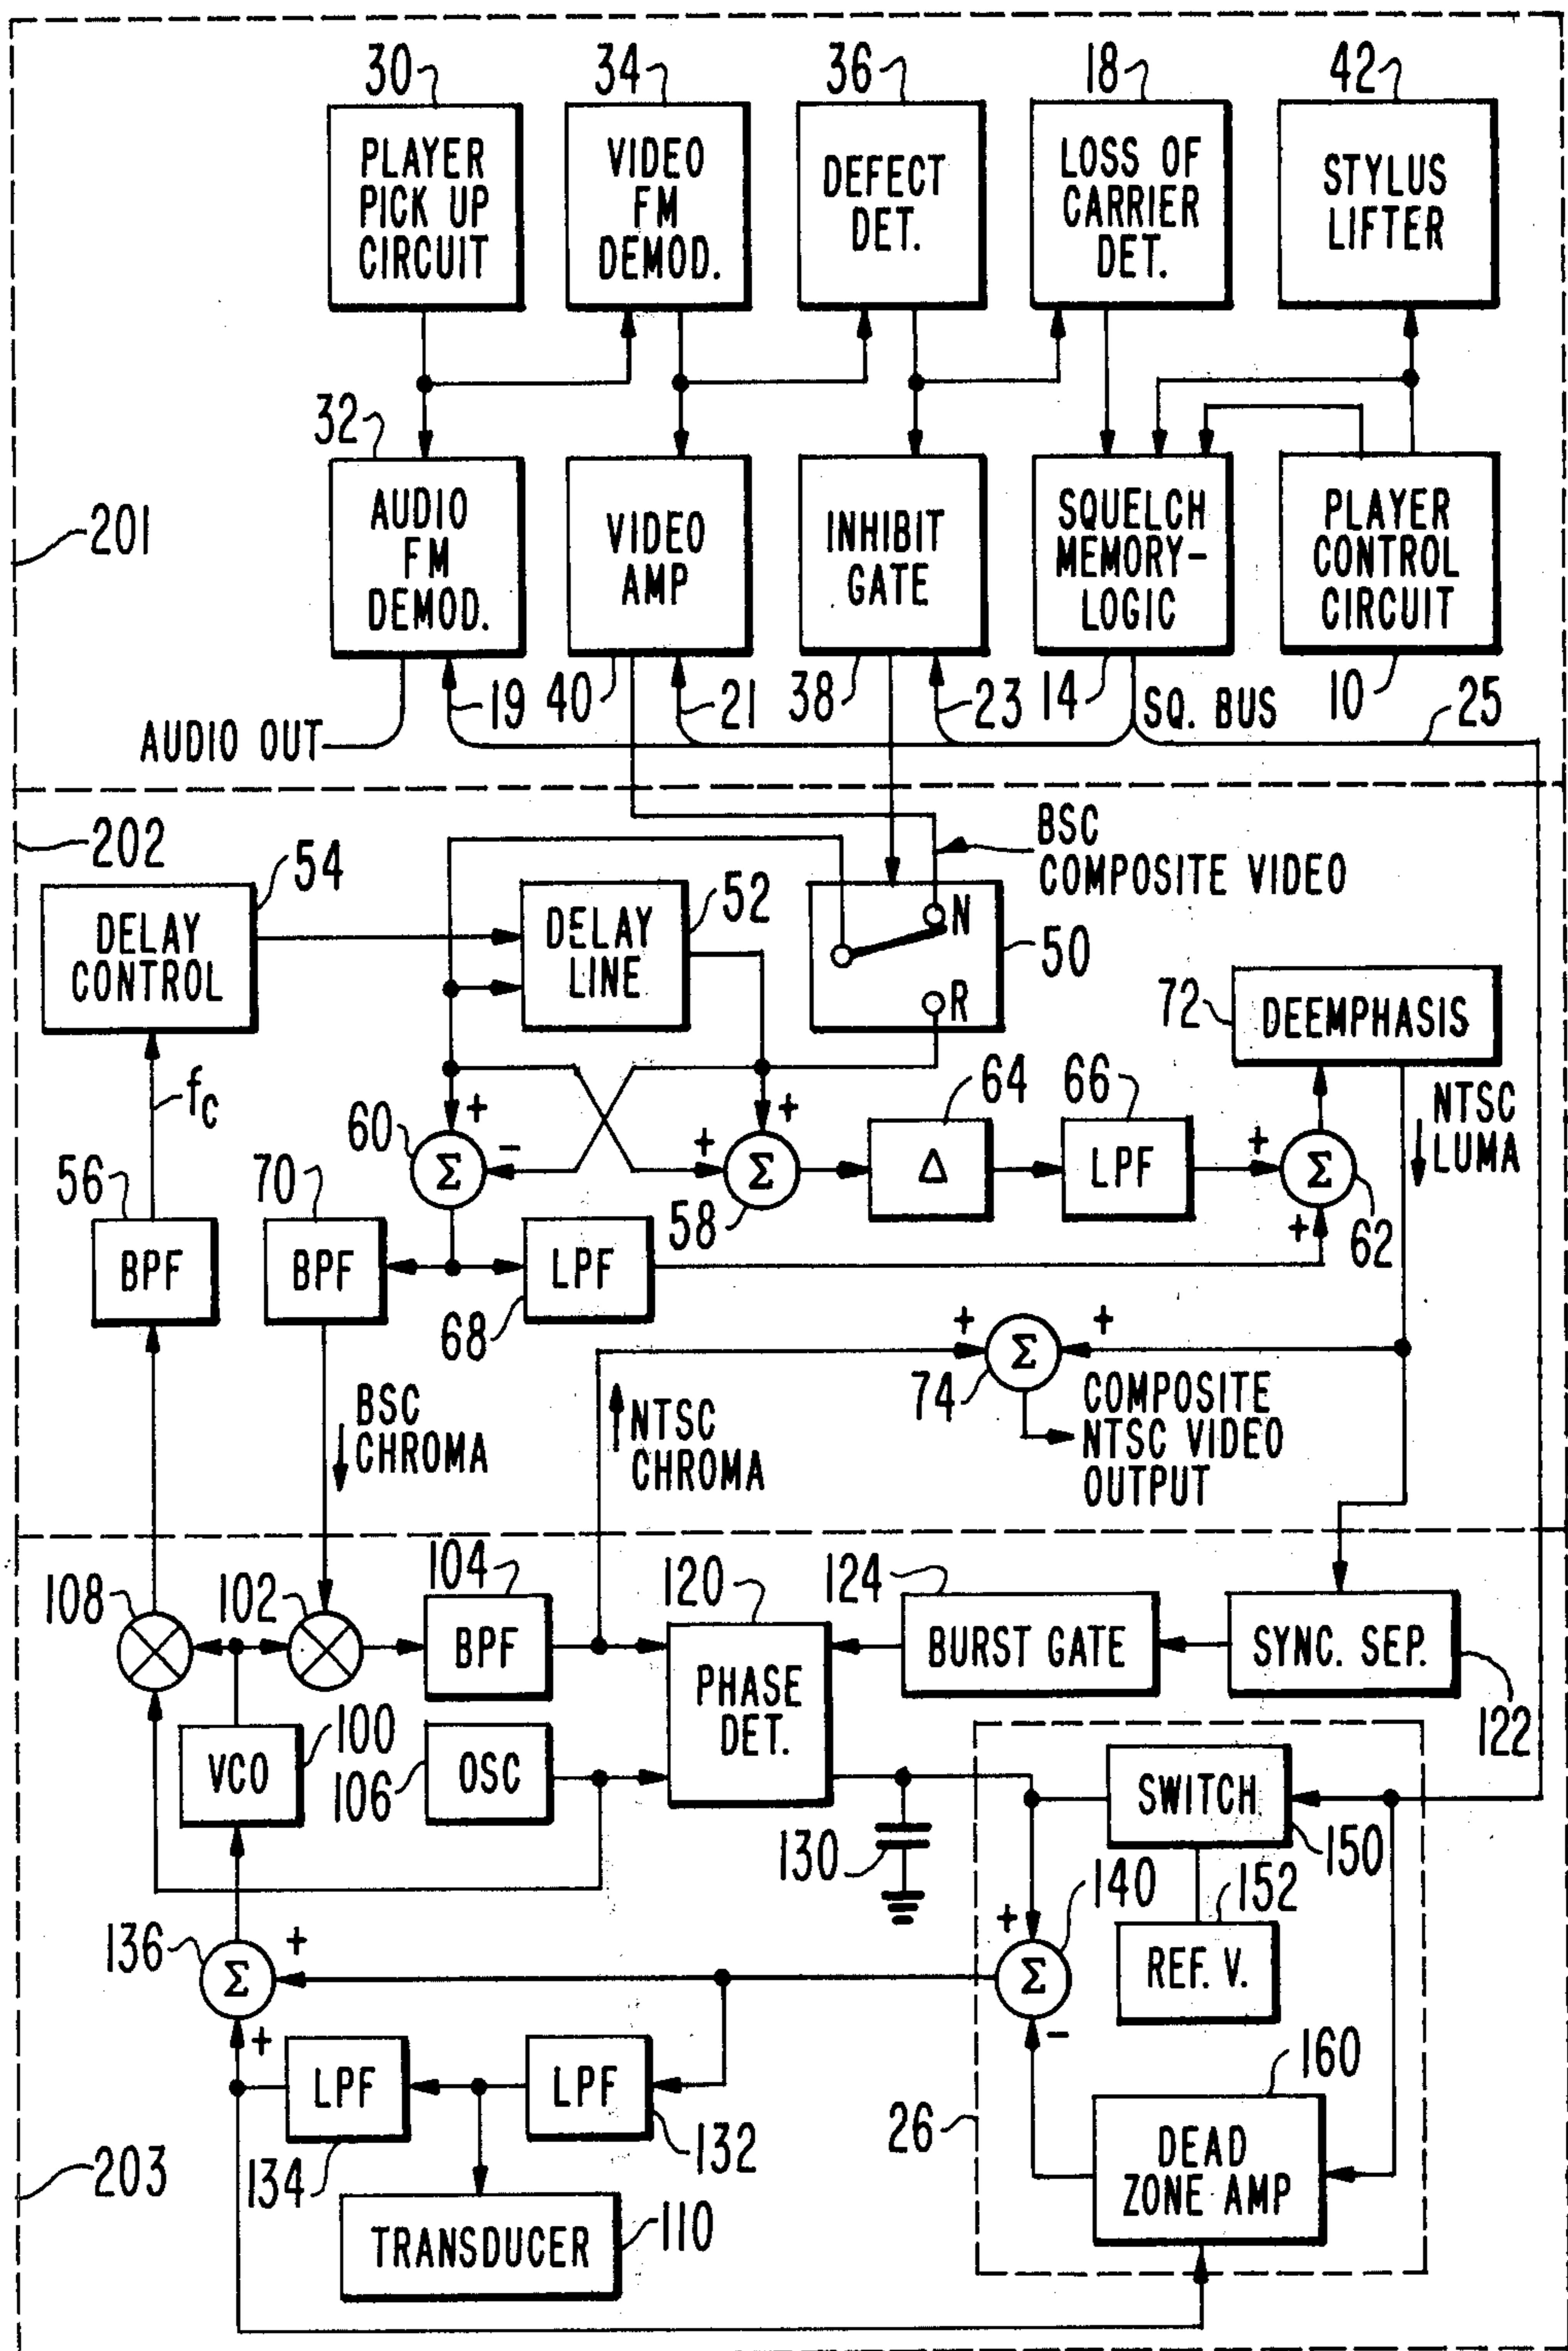 30
34
36
18
42
PLAYER
PICK UP
CIRCUIT
VIDEO
FM
DEMOD.
DEFECT
DET.
LOSS OF
CARRIER
DET.
STYLUS
LIFTER
32
AUDIO
FM
DEMOD.
VIDEO
AMP
INHIBIT
GATE
SQUELCH
MEMORY-
LOGIC
PLAYER
CONTROL
CIRCUIT
201
AUDIO OUT
19
40
21
38
23
14
SQ. BUS
10
25
202
54
DELAY
CONTROL
52
DELAY
LINE
BSC
COMPOSITE VIDEO
N
R
50
72
DEEMPHASIS
fc
60
+
-
Σ
+
+
Σ
58
64
Δ
66
LPF
+
Σ
+
62
NTSC
LUMA
56
BPF
70
BPF
LPF
68
+
+
Σ
74
BSC
CHROMA
NTSC
CHROMA
COMPOSITE
NTSC VIDEO
OUTPUT
108
102
104
BPF
120
PHASE
DET.
124
BURST GATE
SYNC. SEP.
122
VCO
100
106
OSC
130
SWITCH
150
152
REF. V.
140
+
Σ
-
136
+
Σ
+
LPF
134
LPF
132
26
160
DEAD
ZONE AMP
203
TRANSDUCER
110